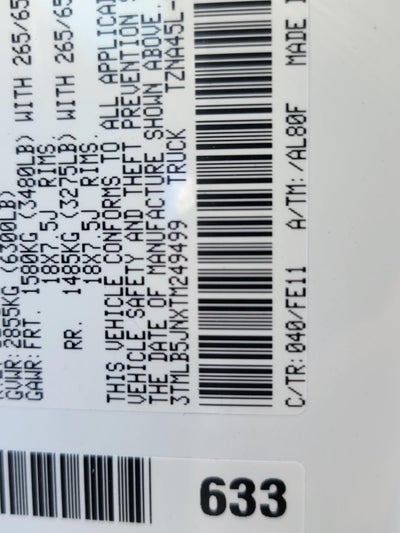 GVWR: 2855KG (6300LB)
GAWR: FRT. 1580KG (3480LB) WITH 265/65
18X7.5J RIMS.
RR. 1485KG (3275LB) WITH 265/65
18X7.5J RIMS.
THIS VEHICLE CONFORMS TO ALL APPLICA
VEHICLE SAFETY AND THEFT PREVENTION S
THE DATE OF MANUFACTURE SHOWN ABOVE.
3TMLB5JNXTM249499 TRUCK TZNA45L-
C/TR: 040/FE11 A/TM: /AL80F MADE I
633